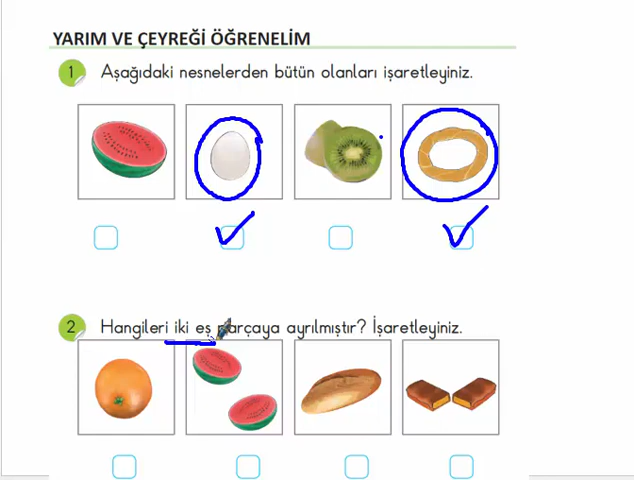 YARIM VE ÇEYREĞİ ÖĞRENELİM
1 Aşağıdaki nesnelerden bütün olanları işaretleyiniz.
2 Hangileri iki eş parçaya ayrılmıştır? İşaretleyiniz.